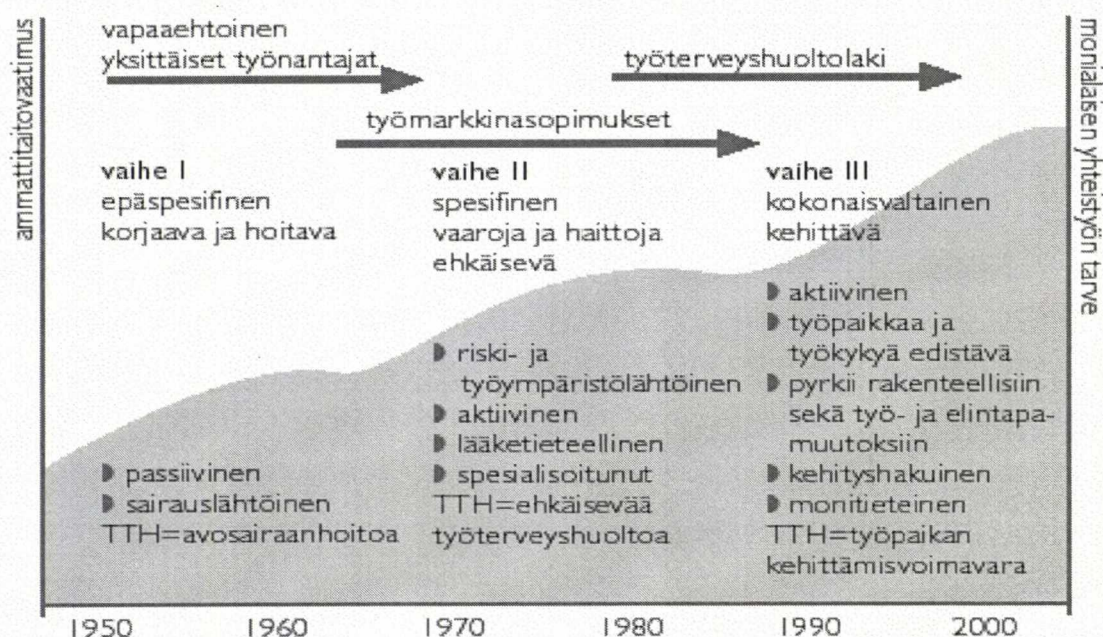 ammattitaitovaatimus
vapaaehtoinen
yksittäiset työnantajat
työterveyshuoltolaki
työmarkkinasopimukset
vaihe I
epäspesifinen
korjaava ja hoitava
passiivinen
sairauslähtöinen
TTH=avosairaanhoitoa
vaihe II
spesifinen
vaaroja ja haittoja
ehkäisevä
riski- ja
työympäristölähtöinen
aktiivinen
lääketieteellinen
spesialisoitunut
TTH=ehkäisevää
työterveyshuoltoa
vaihe III
kokonaisvaltainen
kehittävä
aktiivinen
työpaikkaa ja
työkykyä edistävä
pyrkii rakenteellisiin
sekä työ- ja elintapa-
muutoksiin
kehityshakuinen
monitieteinen
TTH=työpaikan
kehittämisvoimavara
monialaisen yhteistyön tarve
1950 1960 1970 1980 1990 2000